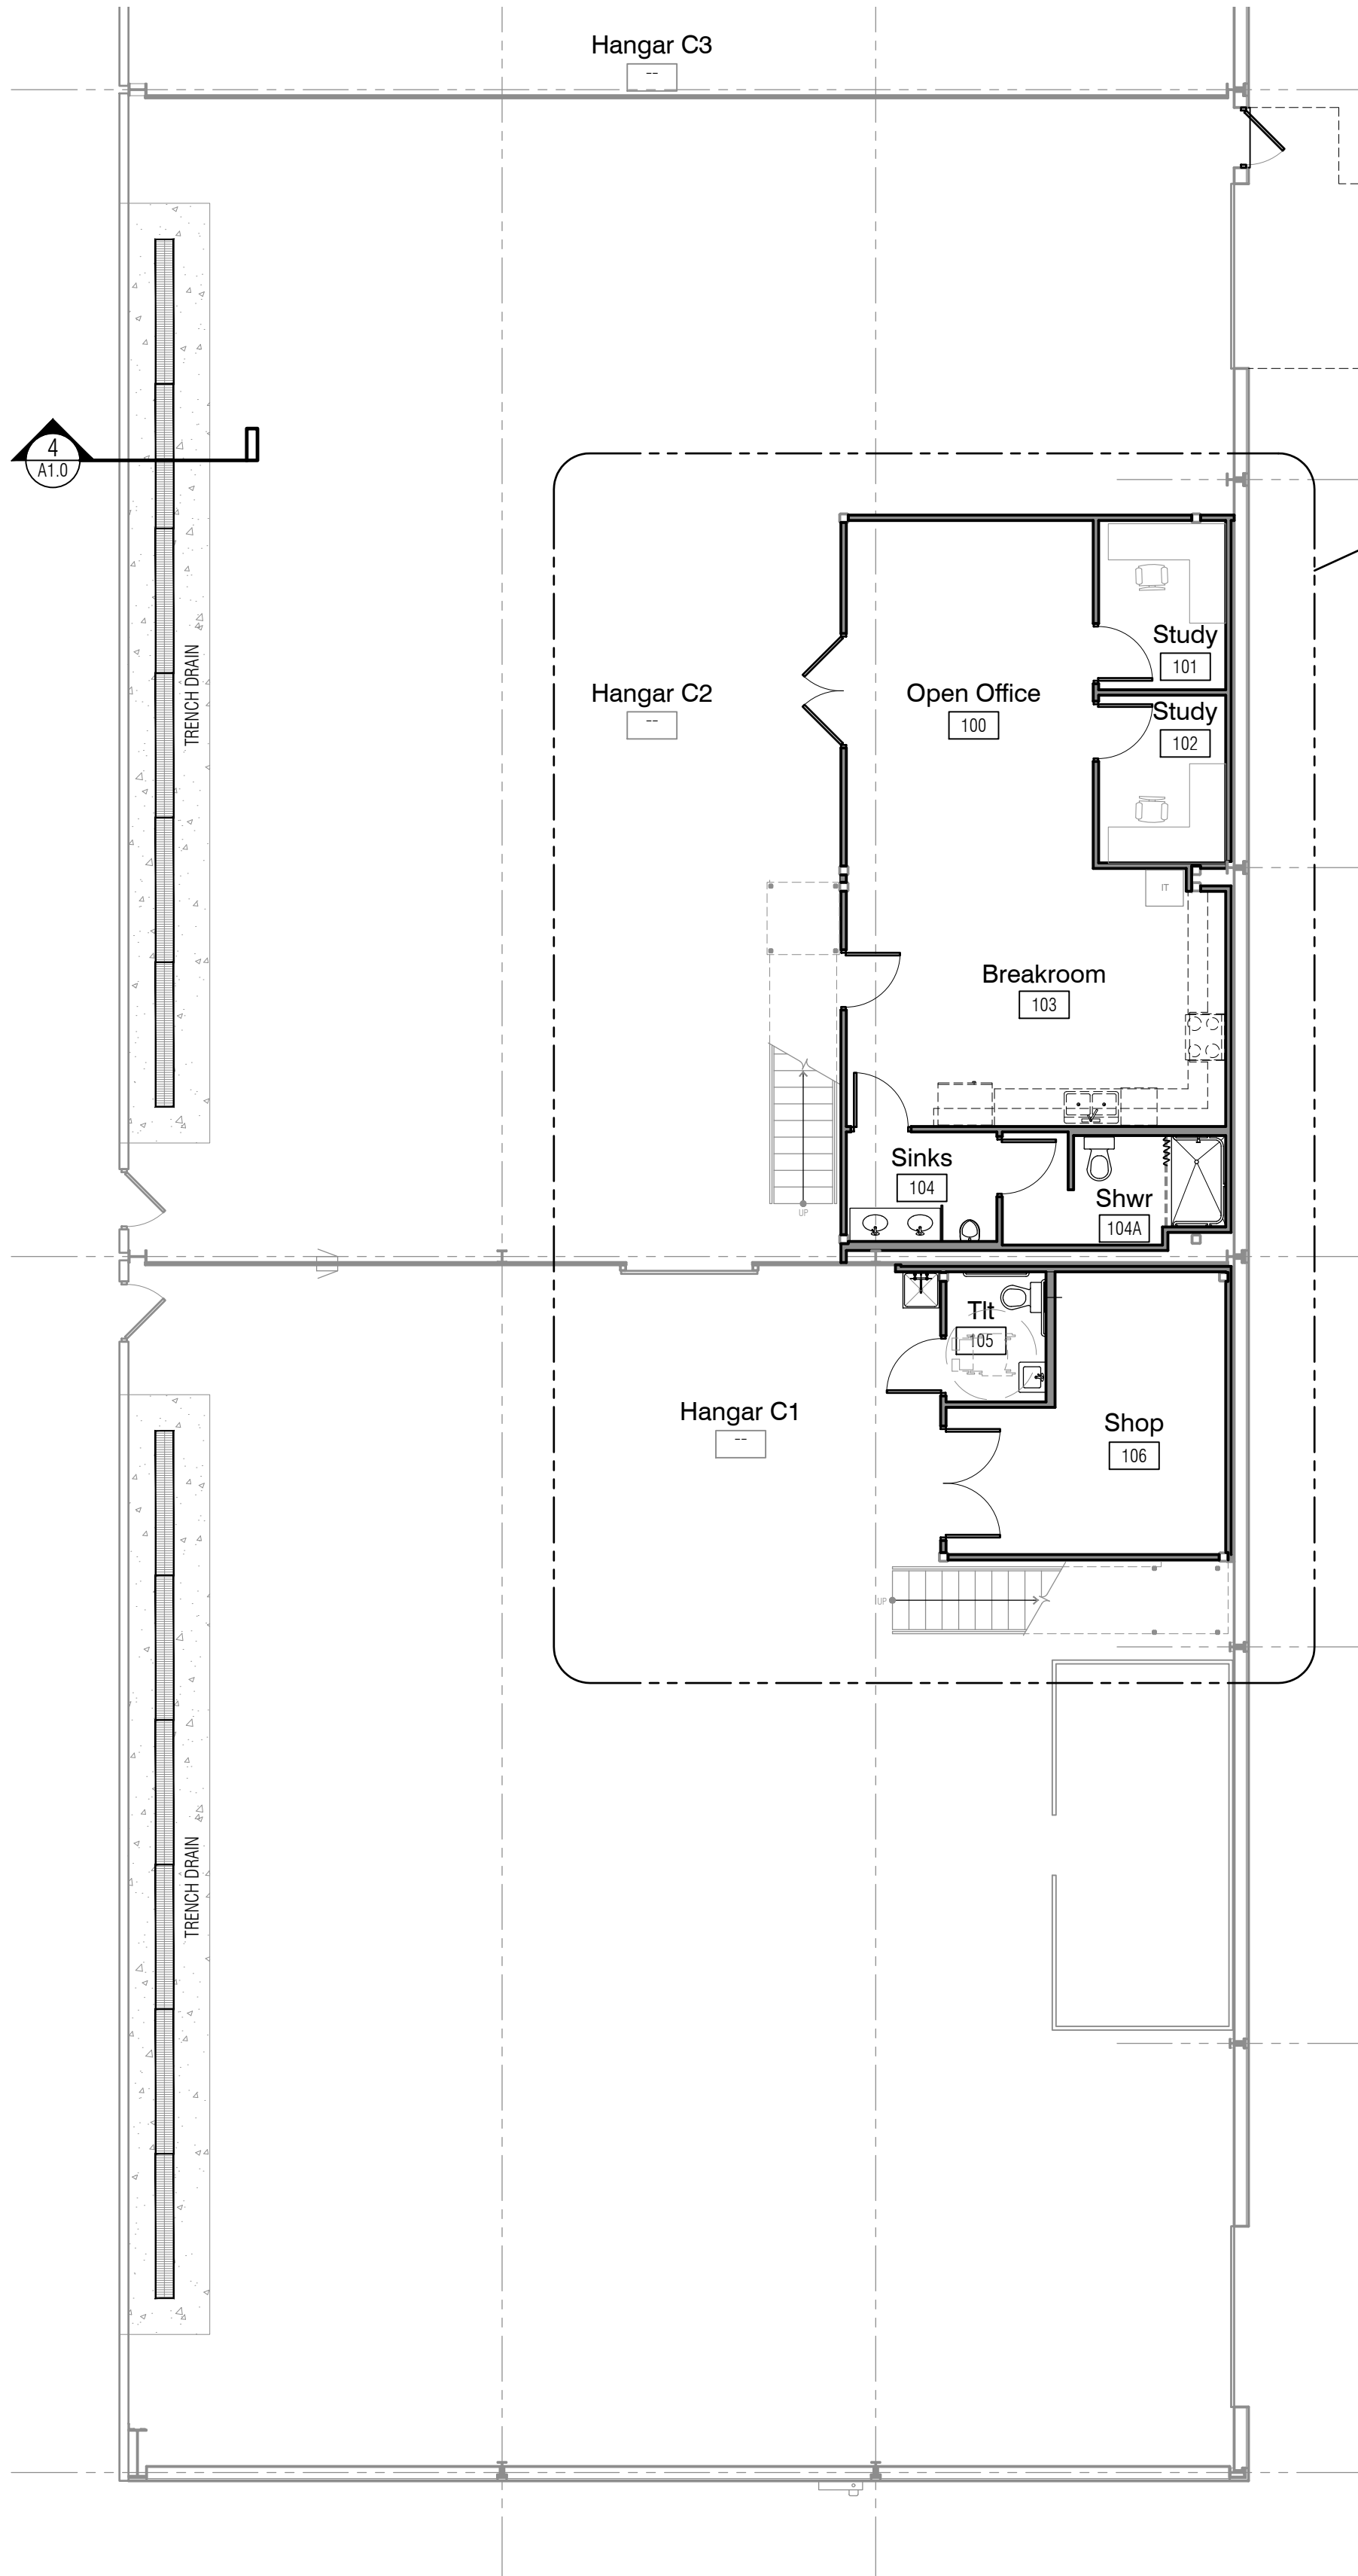 Hangar C3
--
4
A1.0
TRENCH DRAIN
Study
101
Hangar C2
--
Open Office
100
Study
102
IT
Breakroom
103
Sinks
104
Shwr
104A
UP
Tlt
105
Hangar C1
--
Shop
106
UP
TRENCH DRAIN